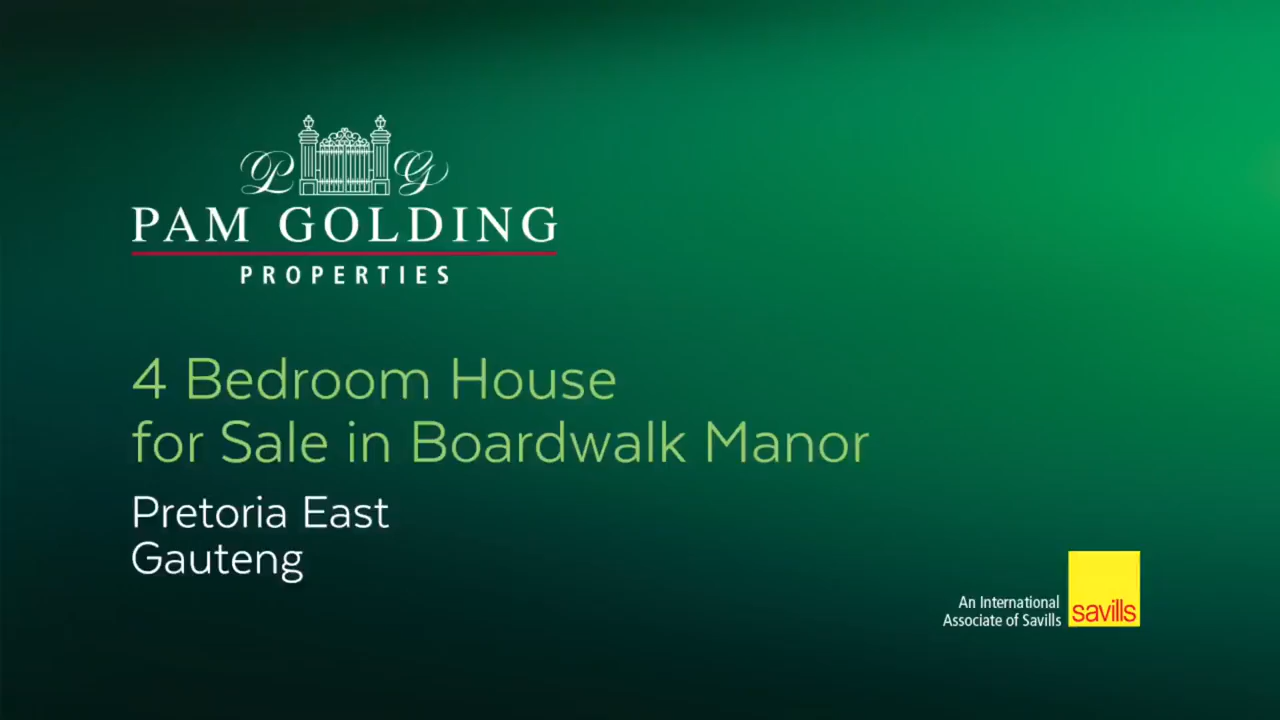 P G
PAM GOLDING
PROPERTIES
4 Bedroom House
for Sale in Boardwalk Manor
Pretoria East
Gauteng
An International
Associate of Savills
savills